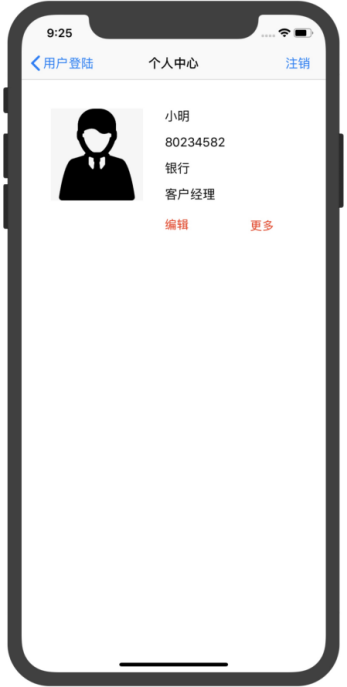 9:25
用户登陆 个人中心 注销
小明
80234582
银行
客户经理
编辑 更多